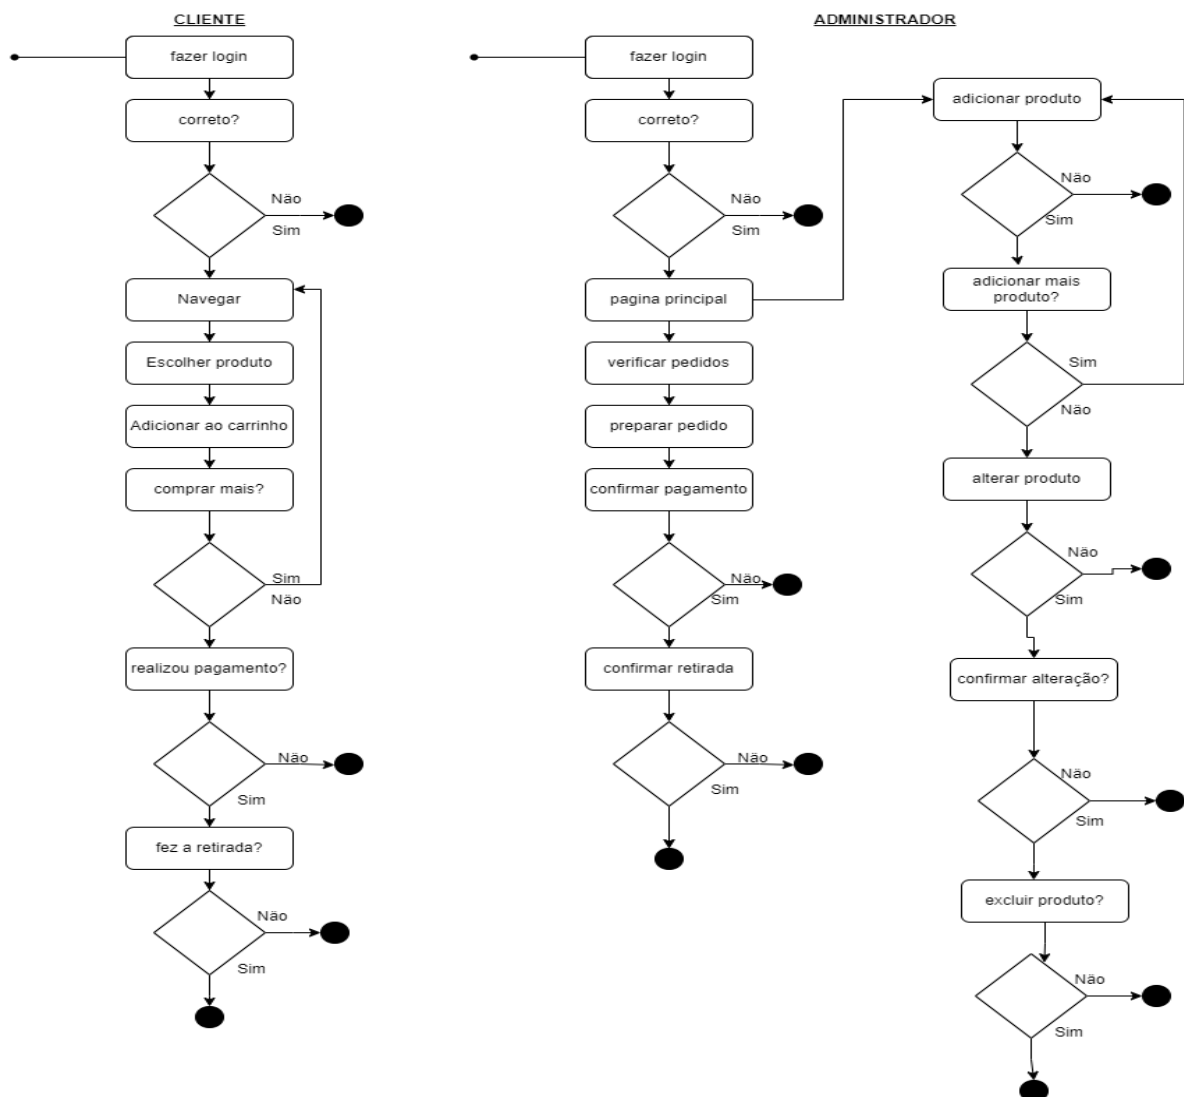 CLIENTE
fazer login
correto?
Não
Sim
Navegar
Escolher produto
Adicionar ao carrinho
comprar mais?
Sim
Não
realizou pagamento?
Não
Sim
fez a retirada?
Não
Sim
ADMINISTRADOR
fazer login
correto?
Não
Sim
pagina principal
verificar pedidos
preparar pedido
confirmar pagamento
Não
Sim
confirmar retirada
Não
Sim
adicionar produto
Não
Sim
adicionar mais
produto?
Sim
Não
alterar produto
Não
Sim
confirmar alteração?
Não
Sim
excluir produto?
Não
Sim